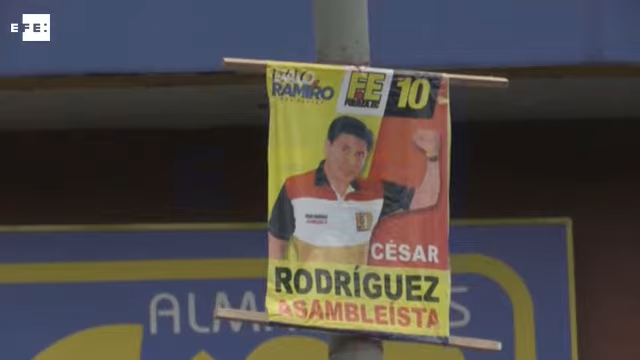 EFE:
RAMIRO
FE
10
CÉSAR
RODRÍGUEZ
ASAMBLEÍSTA
ALM
S